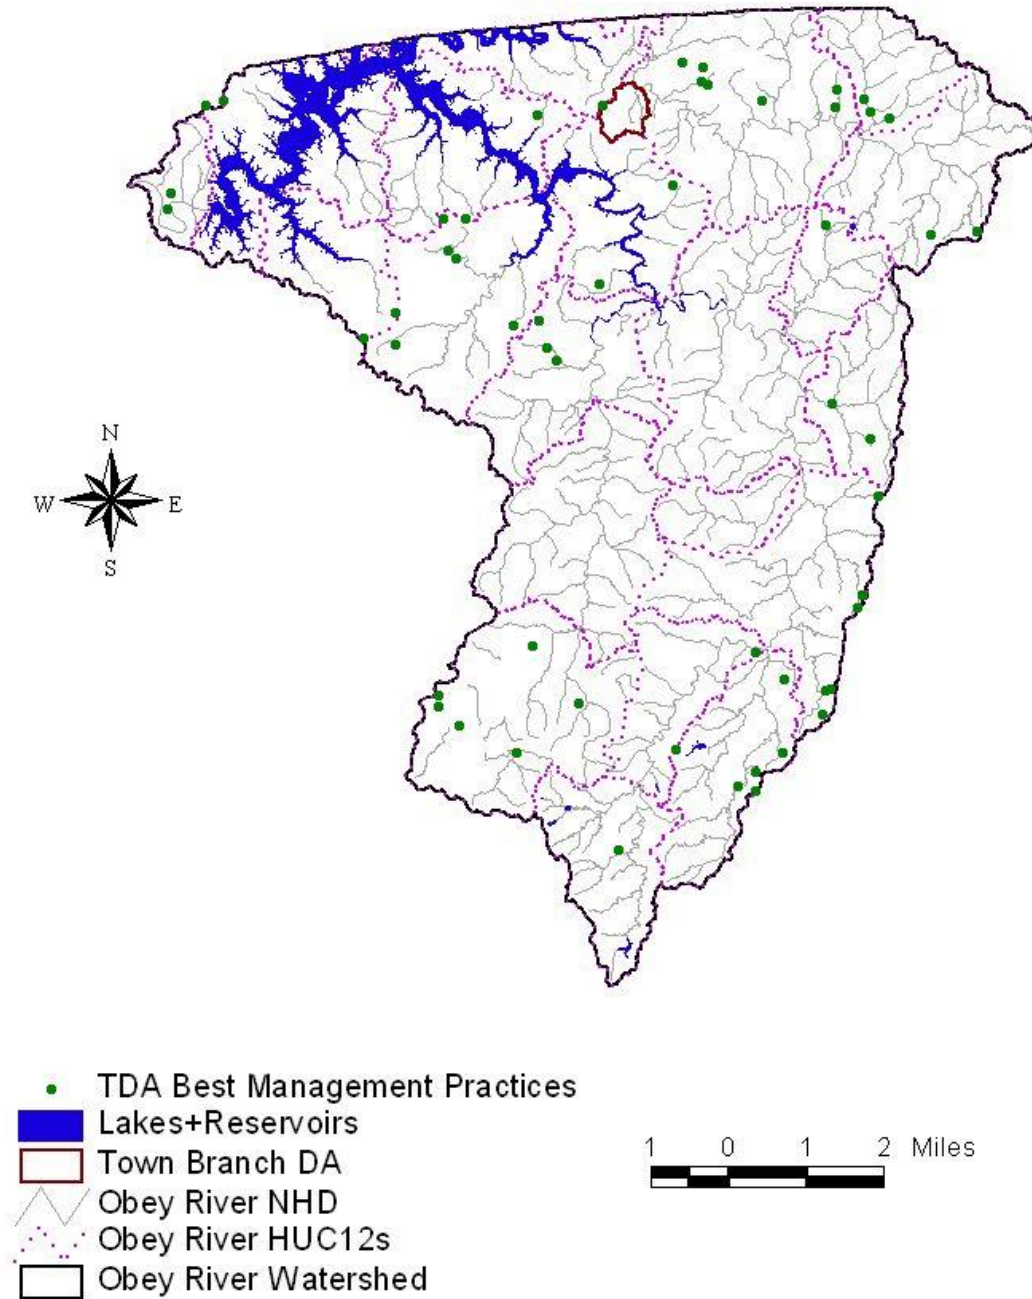 N
W E
S
TDA Best Management Practices
Lakes+Reservoirs
Town Branch DA
Obey River NHD
Obey River HUC12s
Obey River Watershed
1 0 1 2 Miles